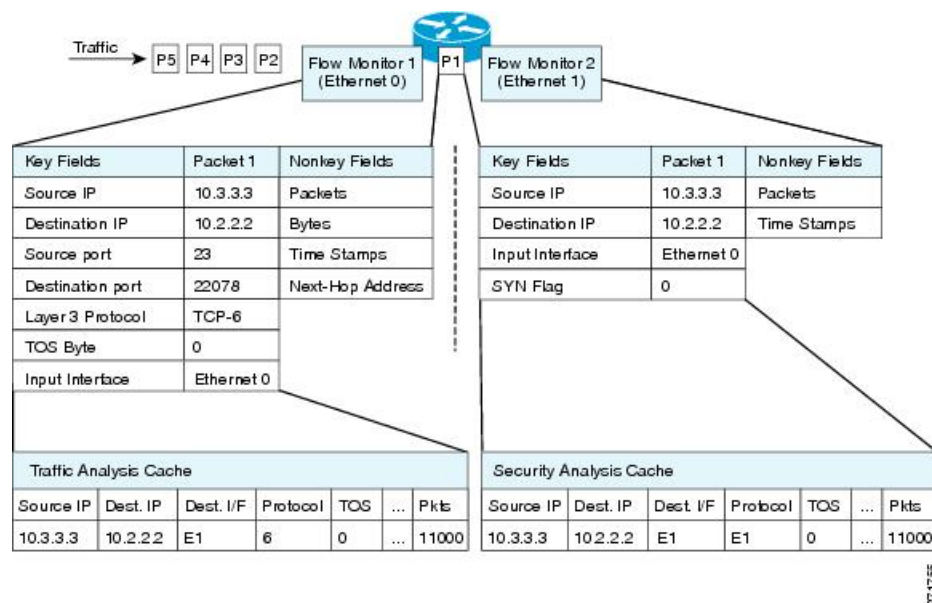 Traffic
P5 P4 P3 P2
Flow Monitor 1
(Ethernet 0)
P1
Flow Monitor 2
(Ethernet 1)
Key Fields Packet 1 Nonkey Fields
Source IP 10.3.3.3 Packets
Destination IP 10.2.2.2 Bytes
Source port 23 Time Stamps
Destination port 22078 Next-Hop Address
Layer 3 Protocol TCP-6
TOS Byte 0
Input Interface Ethernet 0
Key Fields Packet 1 Nonkey Fields
Source IP 10.3.3.3 Packets
Destination IP 10.2.2.2 Time Stamps
Input Interface Ethernet 0
SYN Flag 0
Traffic Analysis Cache
Source IP Dest. IP Dest. I/F Protocol TOS ... Pkts
10.3.3.3 10.2.2.2 E1 6 0 ... 11000
Security Analysis Cache
Source IP Dest. IP Dest. I/F Protocol TOS ... Pkts
10.3.3.3 10.2.2.2 E1 E1 0 ... 11000